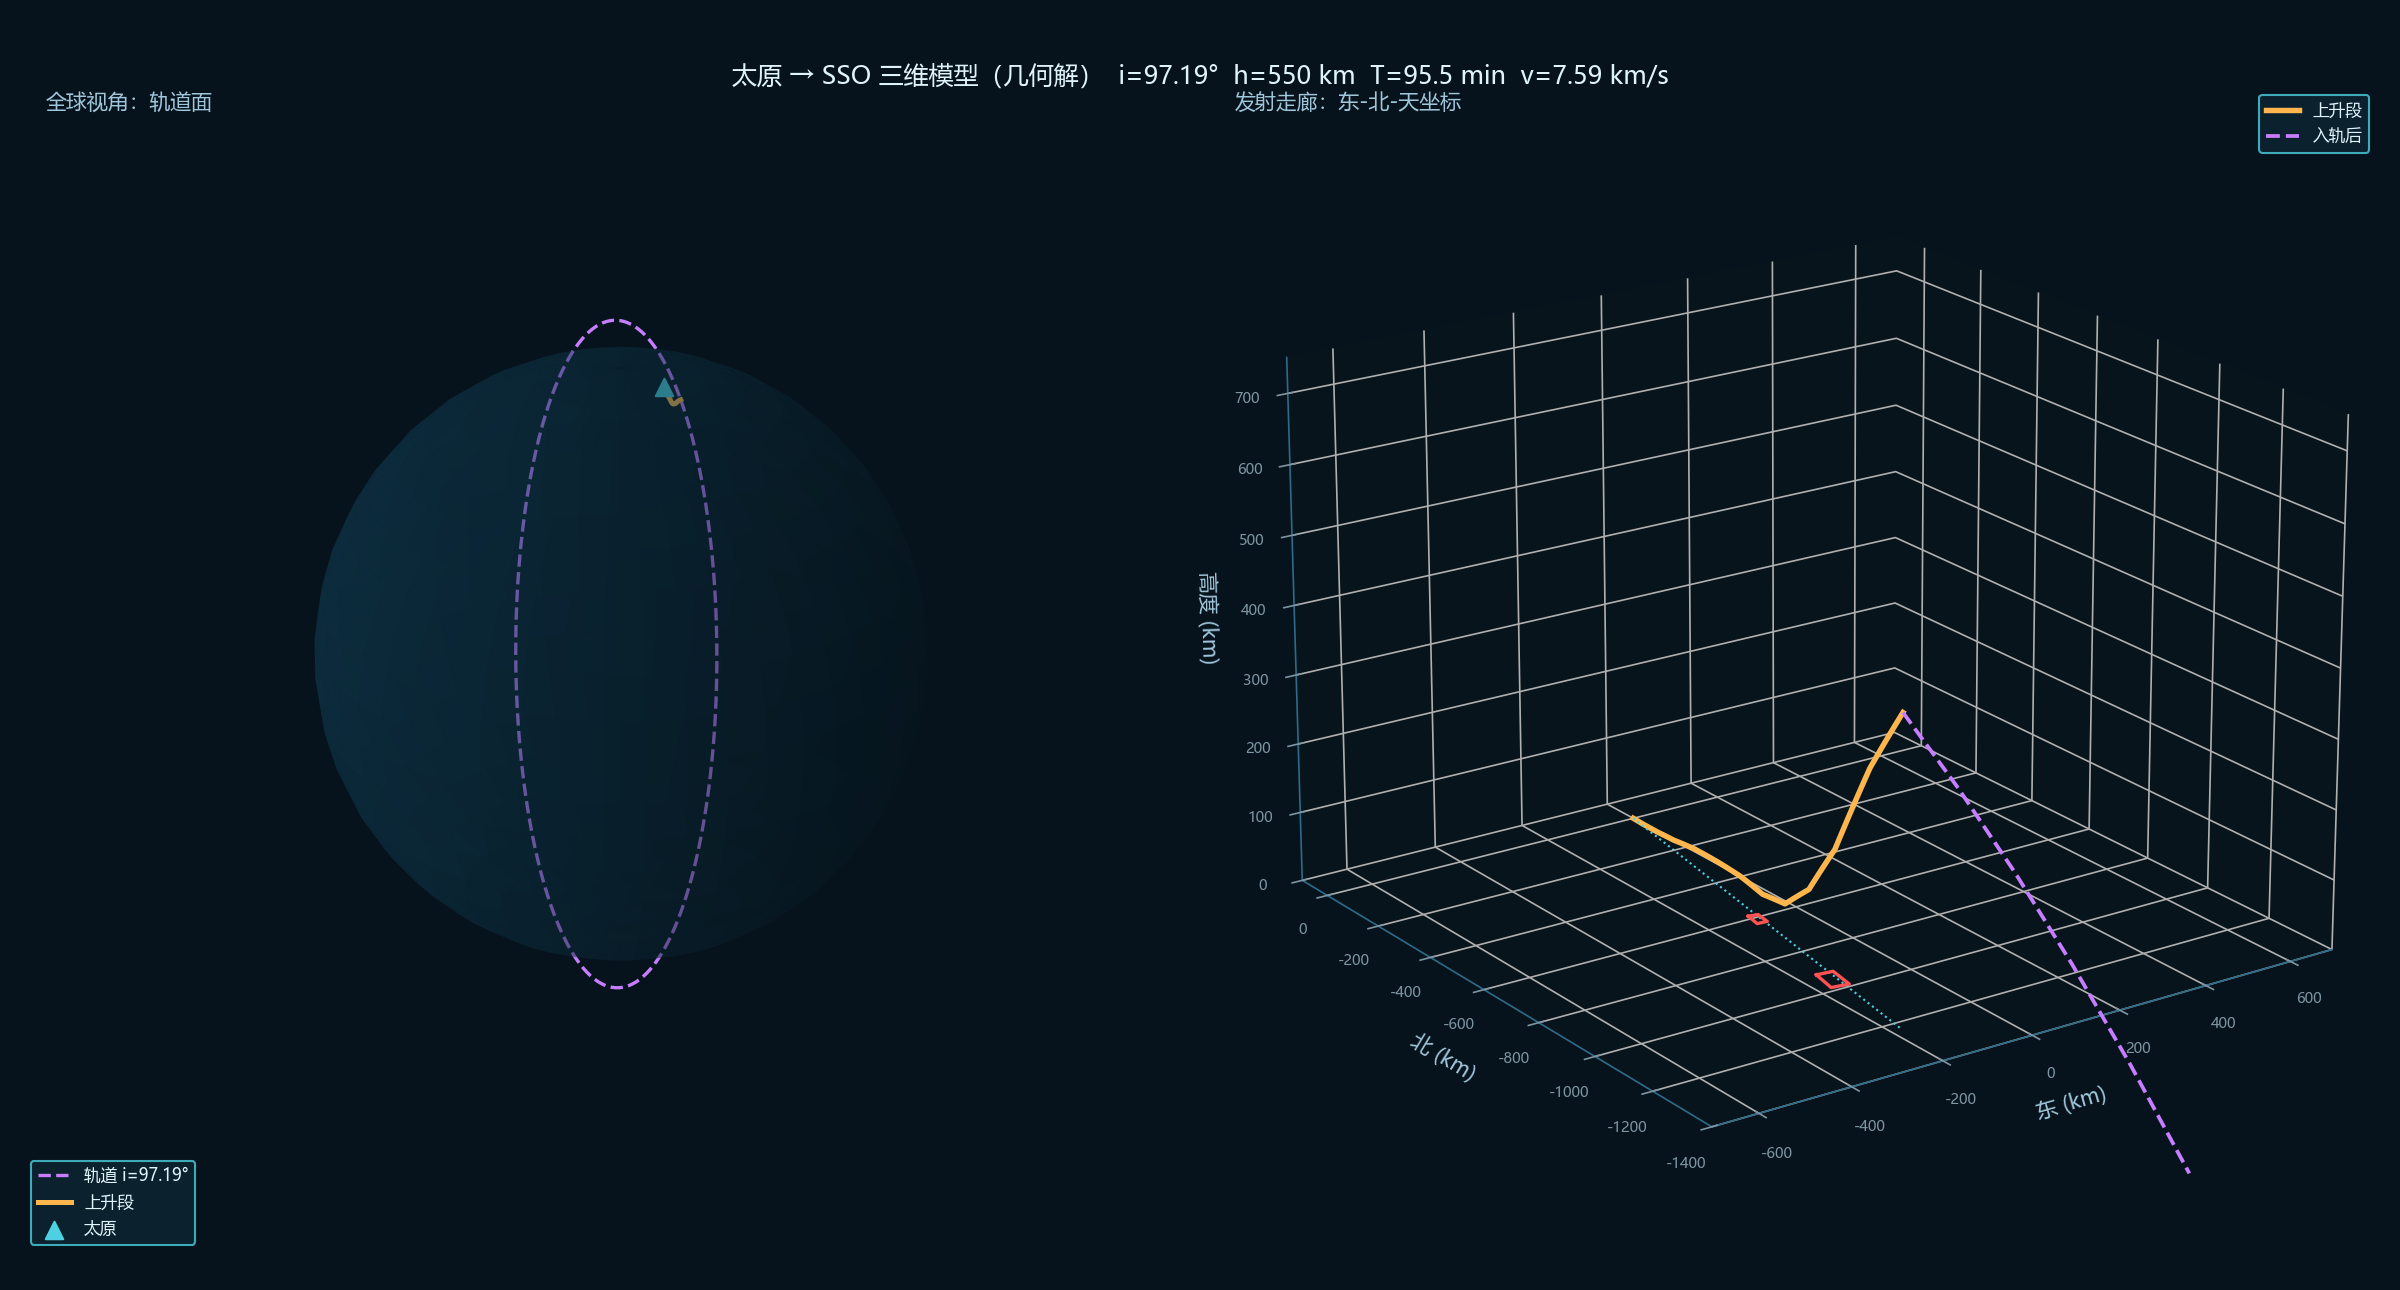 太原 → SSO 三维模型（几何解） i=97.19° h=550 km T=95.5 min v=7.59 km/s
全球视角：轨道面
发射走廊：东-北-天坐标
上升段
入轨后
700
600
500
400
300
200
100
0
高度 (km)
0
-200
-400
-600
-800
-1000
-1200
-1400
北 (km)
-600
-400
-200
0
200
400
600
东 (km)
轨道 i=97.19°
上升段
太原